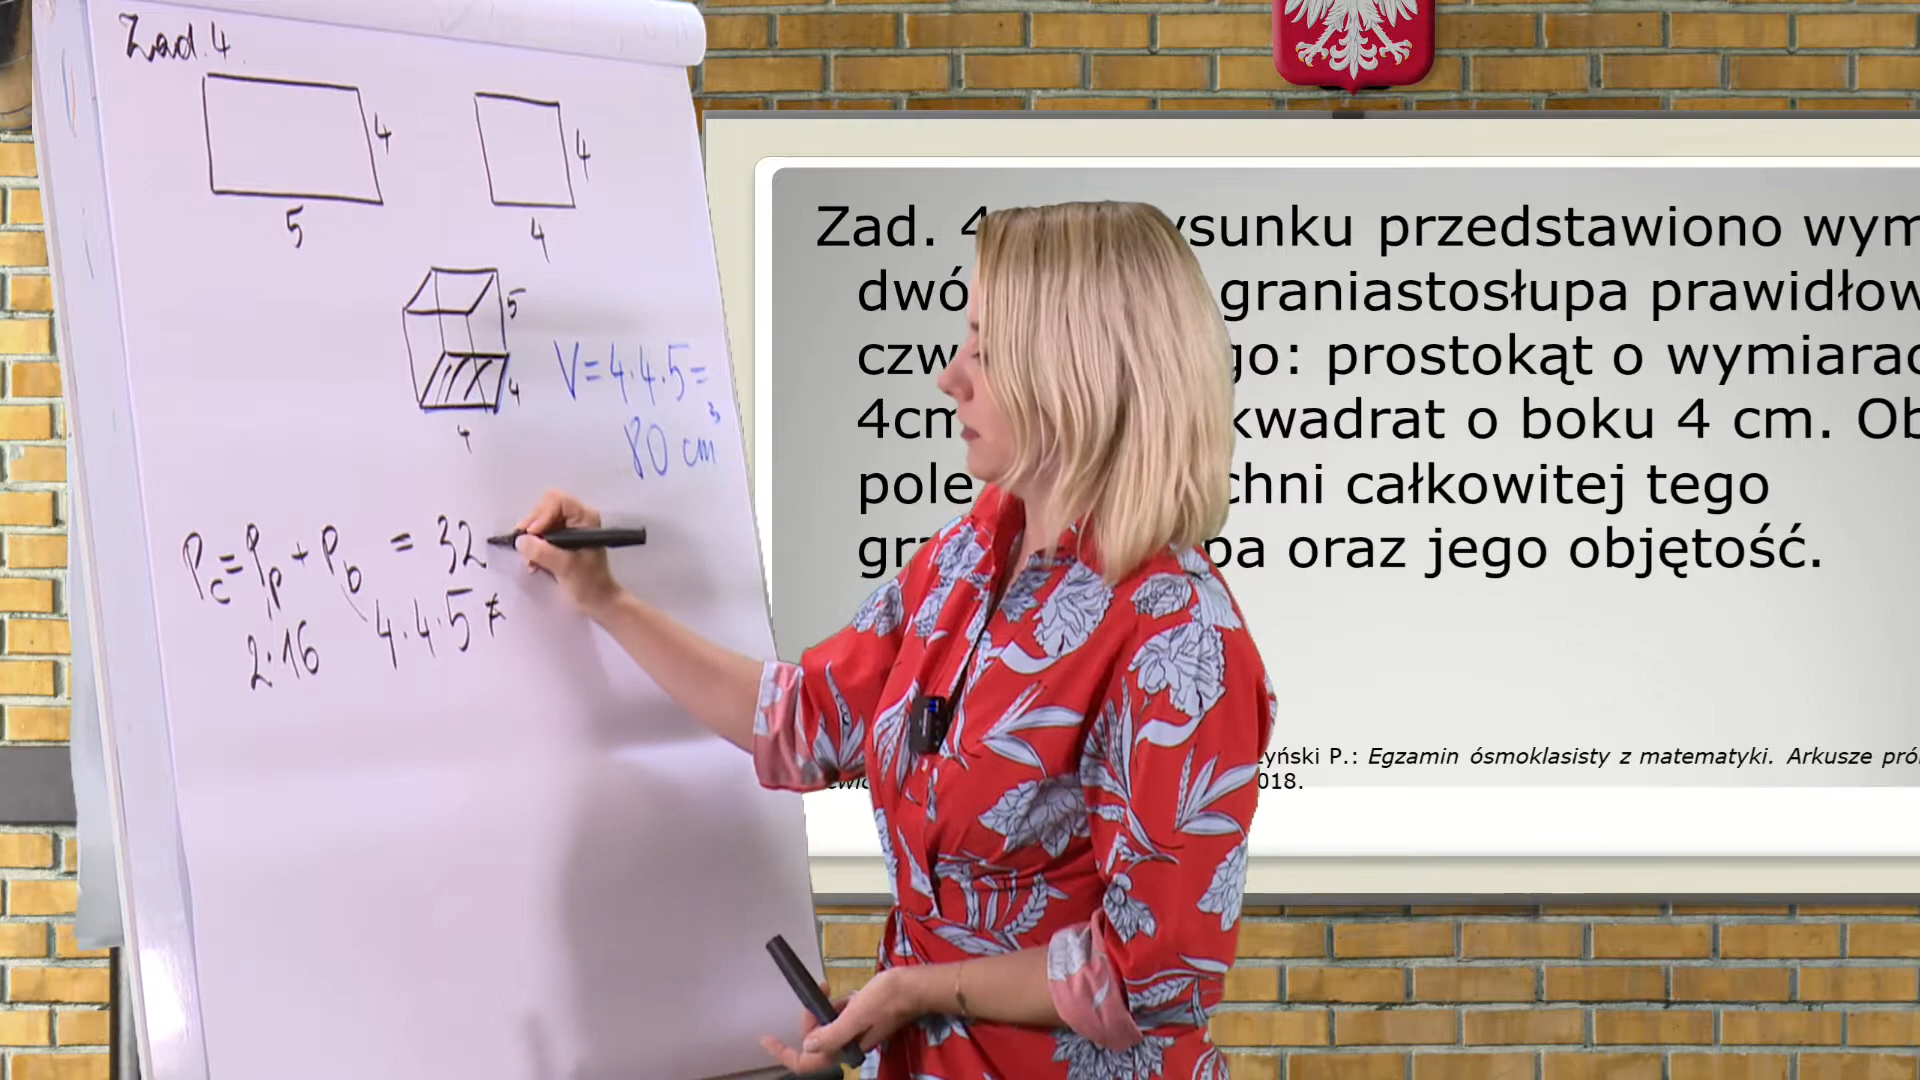 Zad. 4
4
5
4
4
5
4
4
V=4·4·5=
80 cm³
Pc=Pp+Pb = 32
2·16
4·4·5
Zad. 4 ysunku przedstawiono wym
dwó graniastosłupa prawidłow
czw go: prostokąt o wymiarac
4cm kwadrat o boku 4 cm. Ob
pole chni całkowitej tego
gr pa oraz jego objętość.
zyński P.: Egzamin ósmoklasisty z matematyki. Arkusze pró
018.